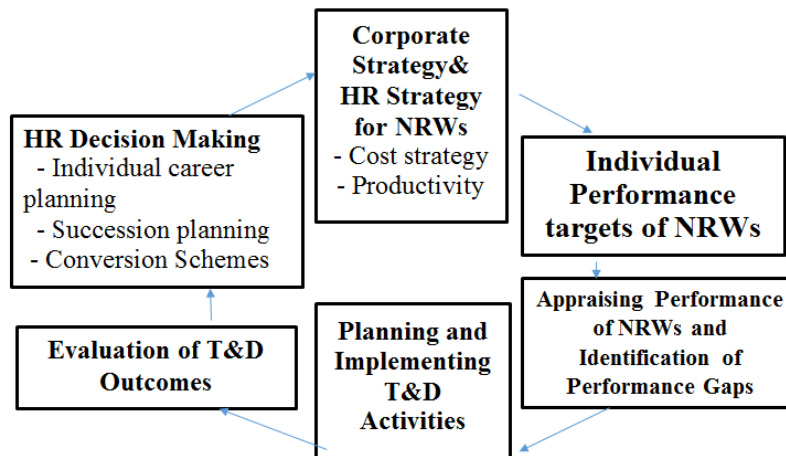 Corporate
Strategy&
HR Strategy
for NRWs
- Cost strategy
- Productivity
Individual
Performance
targets of NRWs
Appraising Performance
of NRWs and
Identification of
Performance Gaps
Planning and
Implementing
T&D
Activities
Evaluation of T&D
Outcomes
HR Decision Making
- Individual career
planning
- Succession planning
- Conversion Schemes